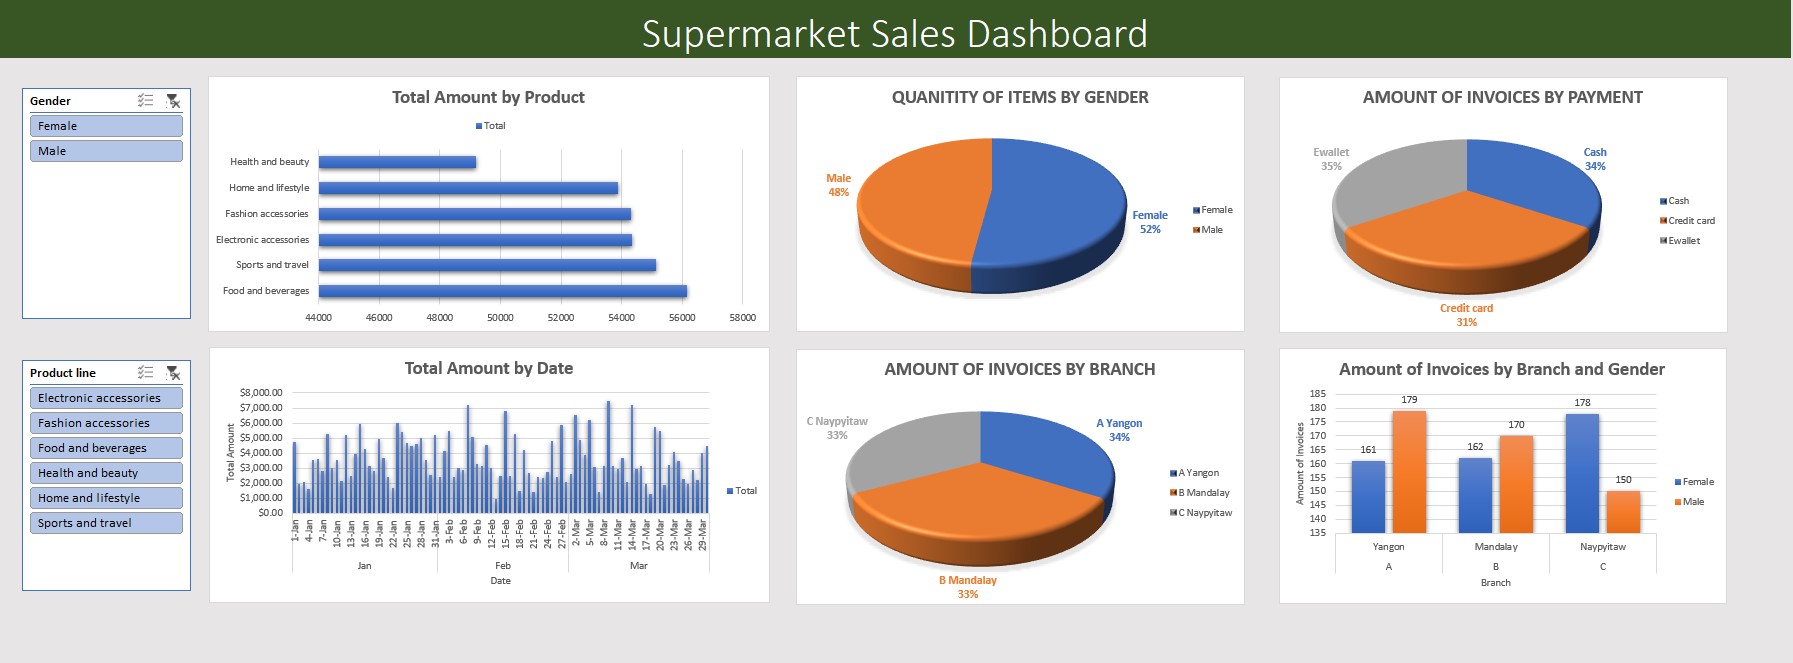 Supermarket Sales Dashboard
Gender
Female
Male
Total Amount by Product
Total
Health and beauty
Home and lifestyle
Fashion accessories
Electronic accessories
Sports and travel
Food and beverages
44000 46000 48000 50000 52000 54000 56000 58000
QUANITITY OF ITEMS BY GENDER
Male
48%
Female
52%
Female
Male
AMOUNT OF INVOICES BY PAYMENT
Ewallet
35%
Cash
34%
Credit card
31%
Cash
Credit card
Ewallet
Product line
Electronic accessories
Fashion accessories
Food and beverages
Health and beauty
Home and lifestyle
Sports and travel
Total Amount by Date
Total Amount
$8,000.00
$7,000.00
$6,000.00
$5,000.00
$4,000.00
$3,000.00
$2,000.00
$1,000.00
$0.00
1-Jan 4-Jan 7-Jan 10-Jan 13-Jan 16-Jan 19-Jan 22-Jan 25-Jan 28-Jan 31-Jan 3-Feb 6-Feb 9-Feb 12-Feb 15-Feb 18-Feb 21-Feb 24-Feb 27-Feb 2-Mar 5-Mar 8-Mar 11-Mar 14-Mar 17-Mar 20-Mar 23-Mar 26-Mar 29-Mar
Jan Feb Mar
Date
Total
AMOUNT OF INVOICES BY BRANCH
C Naypyitaw
33%
A Yangon
34%
B Mandalay
33%
A Yangon
B Mandalay
C Naypyitaw
Amount of Invoices by Branch and Gender
Amount of Invoices
185
180
175
170
165
160
155
150
145
140
135
161 179 162 170 178 150
Yangon Mandalay Naypyitaw
A B C
Branch
Female
Male